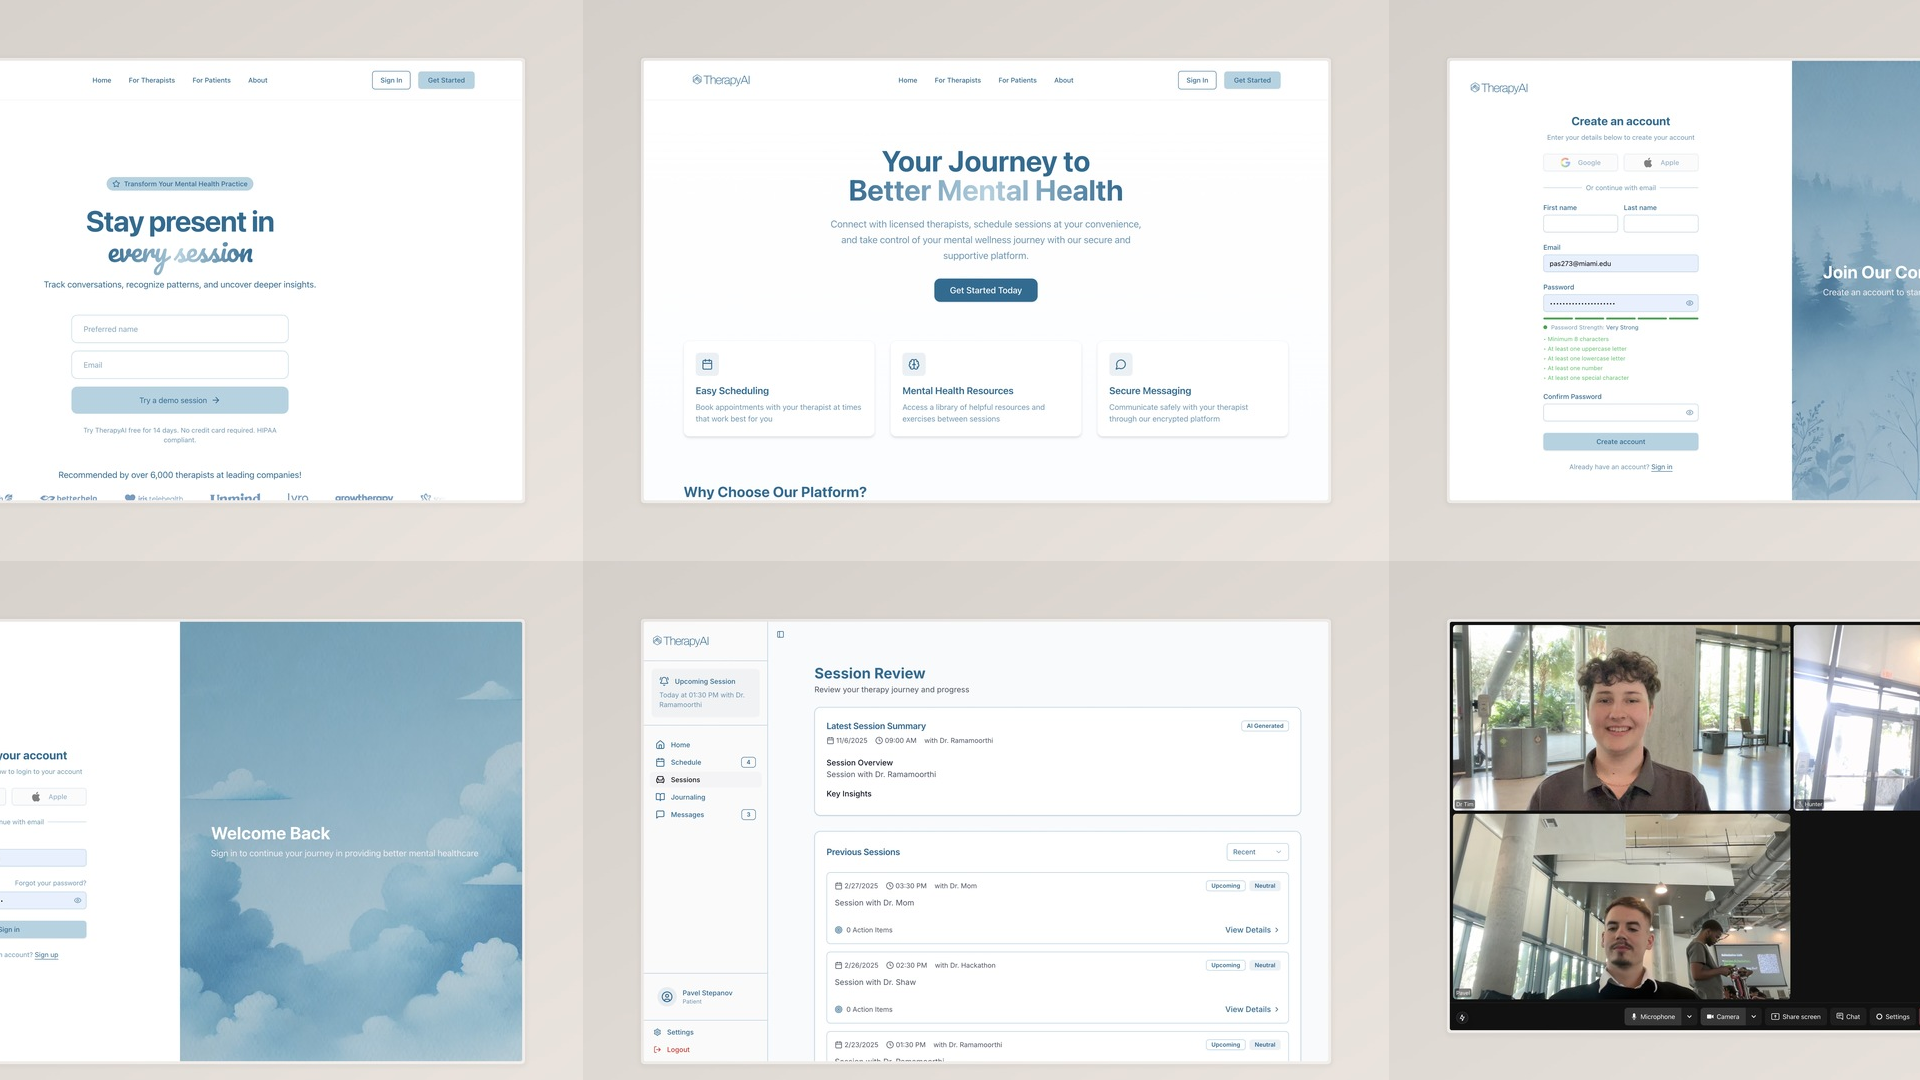 Home For Therapists For Patients About Sign In Get Started
Transform Your Mental Health Practice
Stay present in
every session
Track conversations, recognize patterns, and uncover deeper insights.
Preferred name
Email
Try a demo session
Try TherapyAI free for 14 days. No credit card required. HIPAA
compliant.
Recommended by over 6,000 therapists at leading companies!
betterhelp iris telehealth Unmind lyra growtherapy
TherapyAI Home For Therapists For Patients About Sign In Get Started
Your Journey to
Better Mental Health
Connect with licensed therapists, schedule sessions at your convenience,
and take control of your mental wellness journey with our secure and
supportive platform.
Get Started Today
Easy Scheduling
Book appointments with your therapist at times
that work best for you
Mental Health Resources
Access a library of helpful resources and
exercises between sessions
Secure Messaging
Communicate safely with your therapist
through our encrypted platform
Why Choose Our Platform?
TherapyAI
Create an account
Enter your details below to create your account
Google Apple
Or continue with email
First name Last name
Email
pas273@miami.edu
Password
Password Strength: Very Strong
• Minimum 8 characters
• At least one uppercase letter
• At least one lowercase letter
• At least one number
• At least one special character
Confirm Password
Create account
Already have an account? Sign in
Join Our Co
Create an account to sta
your account
ow to login to your account
Apple
nue with email
Forgot your password?
Sign in
n account? Sign up
Welcome Back
Sign in to continue your journey in providing better mental healthcare
TherapyAI
Upcoming Session
Today at 01:30 PM with Dr.
Ramamoorthi
Home
Schedule 4
Sessions
Journaling
Messages 3
Pavel Stepanov
Patient
Settings
Logout
Session Review
Review your therapy journey and progress
Latest Session Summary AI Generated
11/6/2025 09:00 AM with Dr. Ramamoorthi
Session Overview
Session with Dr. Ramamoorthi
Key Insights
Previous Sessions Recent
2/27/2025 03:30 PM with Dr. Mom Upcoming Neutral
Session with Dr. Mom
0 Action Items View Details
2/26/2025 02:30 PM with Dr. Hackathon Upcoming Neutral
Session with Dr. Shaw
0 Action Items View Details
2/23/2025 01:30 PM with Dr. Ramamoorthi Upcoming Neutral
Session with Dr. Ramamoorthi
Dr Tim
Hunter
Pavel
Microphone Camera Share screen Chat Settings